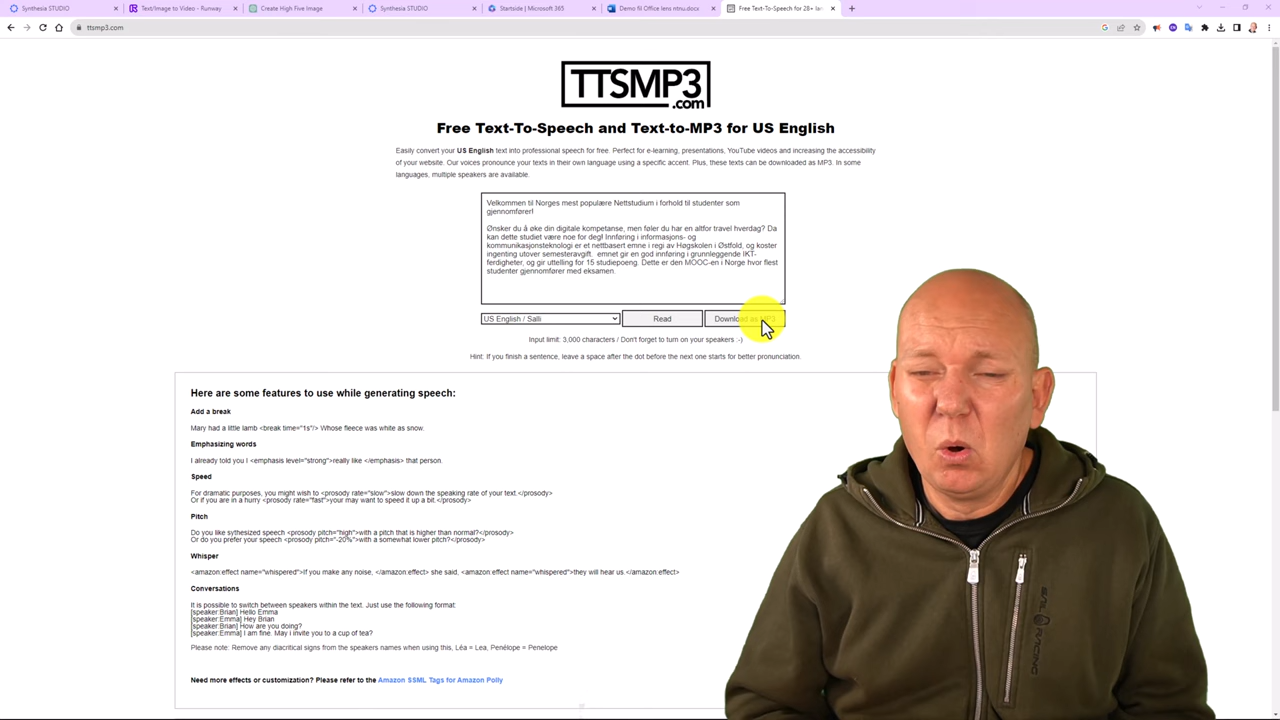 Synthesia STUDIO
Text/Image to Video - Runway
Create High Five Image
Synthesia STUDIO
Startside | Microsoft 365
Demo fil Office lens ntnu.docx
Free Text-To-Speech for 28+ lan
ttsmp3.com
TTSMP3
.com
Free Text-To-Speech and Text-to-MP3 for US English
Easily convert your US English text into professional speech for free. Perfect for e-learning, presentations, YouTube videos and increasing the accessibility
of your website. Our voices pronounce your texts in their own language using a specific accent. Plus, these texts can be downloaded as MP3. In some
languages, multiple speakers are available.
Velkommen til Norges mest populære Nettstudium i forhold til studenter som
gjennomfører!
Ønsker du å øke din digitale kompetanse, men føler du har en altfor travel hverdag? Da
kan dette studiet være noe for deg! Innføring i informasjons- og
kommunikasjonsteknologi er et nettbasert emne i regi av Høgskolen i Østfold, og koster
ingenting utover semesteravgift. emnet gir en god innføring i grunnleggende IKT-
ferdigheter, og gir uttelling for 15 studiepoeng. Dette er den MOOC-en i Norge hvor flest
studenter gjennomfører med eksamen.
US English / Salli
Read
Download as MP3
Input limit: 3,000 characters / Don't forget to turn on your speakers :-)
Hint: If you finish a sentence, leave a space after the dot before the next one starts for better pronunciation.
Here are some features to use while generating speech:
Add a break
Mary had a little lamb <break time="1s"/> Whose fleece was white as snow.
Emphasizing words
I already told you I <emphasis level="strong">really like </emphasis> that person.
Speed
For dramatic purposes, you might wish to <prosody rate="slow">slow down the speaking rate of your text.</prosody>
Or if you are in a hurry <prosody rate="fast">your may want to speed it up a bit.</prosody>
Pitch
Do you like sythesized speech <prosody pitch="high">with a pitch that is higher than normal?</prosody>
Or do you prefer your speech <prosody pitch="-20%">with a somewhat lower pitch?</prosody>
Whisper
<amazon:effect name="whispered">If you make any noise, </amazon:effect> she said, <amazon:effect name="whispered">they will hear us.</amazon:effect>
Conversations
It is possible to switch between speakers within the text. Just use the following format:
[speaker:Brian] Hello Emma
[speaker:Emma] Hey Brian
[speaker:Brian] How are you doing?
[speaker:Emma] I am fine. May i invite you to a cup of tea?
Please note: Remove any diacritical signs from the speakers names when using this, Léa = Lea, Penélope = Penelope
Need more effects or customization? Please refer to the Amazon SSML Tags for Amazon Polly